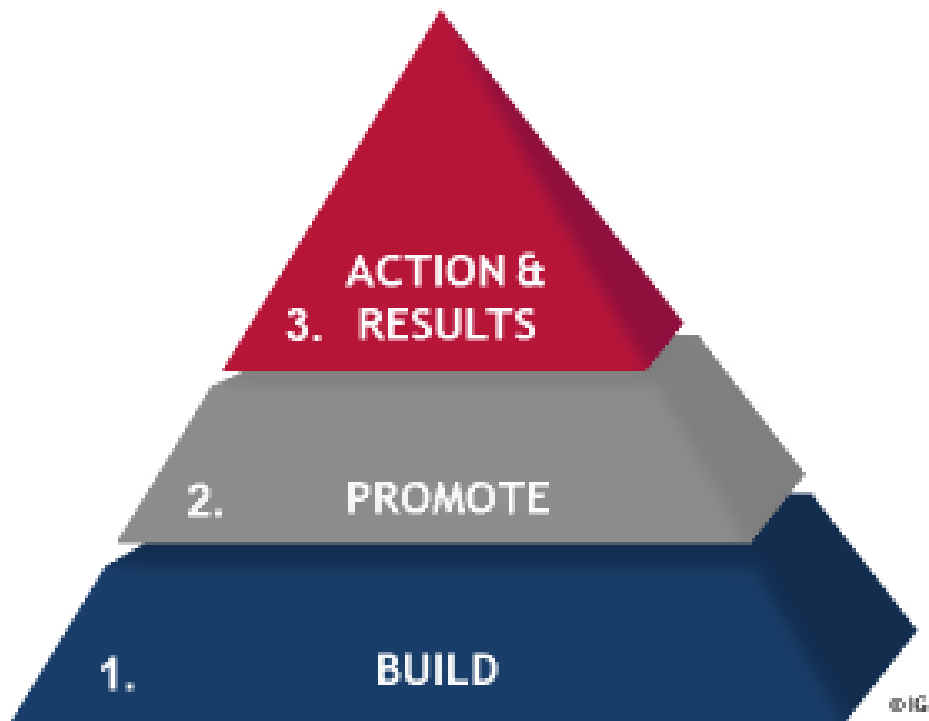 ACTION &
3. RESULTS
2. PROMOTE
1. BUILD
©IG